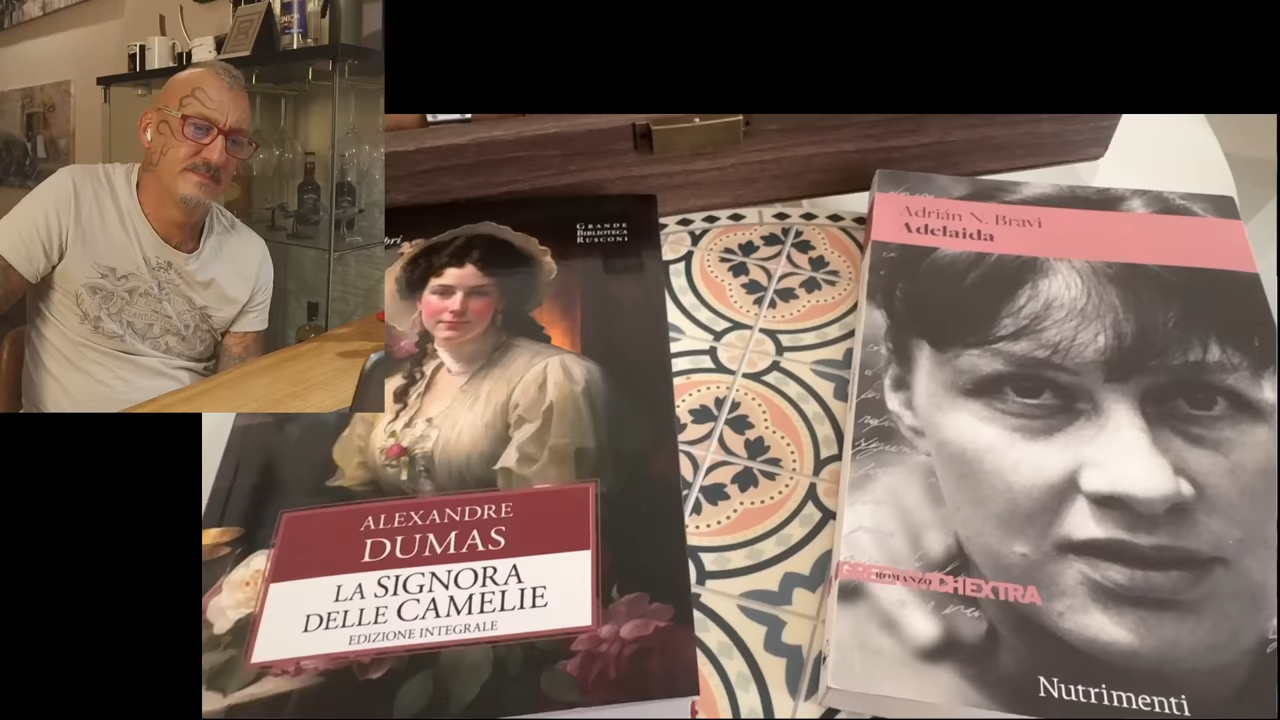 GRANDE
BIBLIOTECA
RUSCONI
ALEXANDRE
DUMAS
LA SIGNORA
DELLE CAMELIE
EDIZIONE INTEGRALE
Adrián N. Bravi
Adelaida
ROMANZO
Nutrimenti